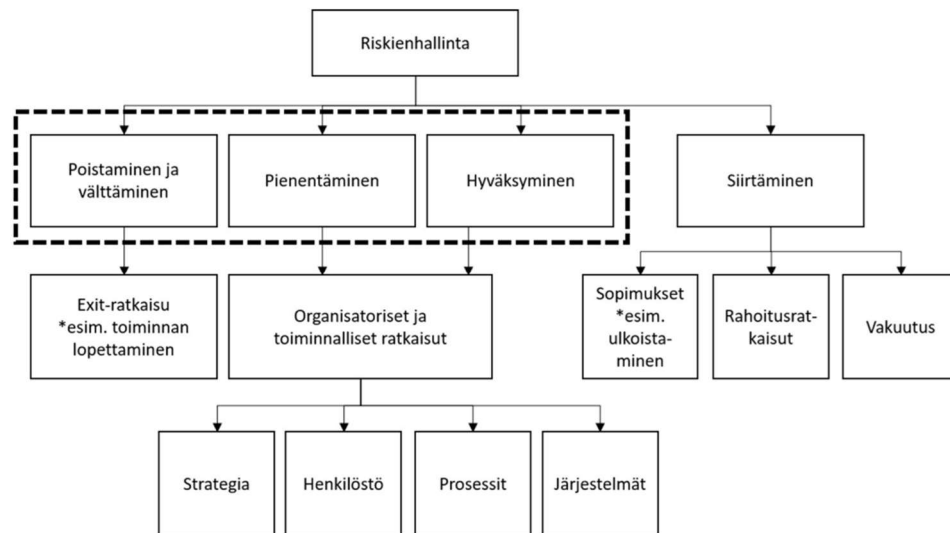 Riskienhallinta
Poistaminen ja
välttäminen
Pienentäminen
Hyväksyminen
Siirtäminen
Exit-ratkaisu
*esim. toiminnan
lopettaminen
Organisatoriset ja
toiminnalliset ratkaisut
Sopimukset
*esim.
ulkoista-
minen
Rahoitusrat-
kaisut
Vakuutus
Strategia
Henkilöstö
Prosessit
Järjestelmät